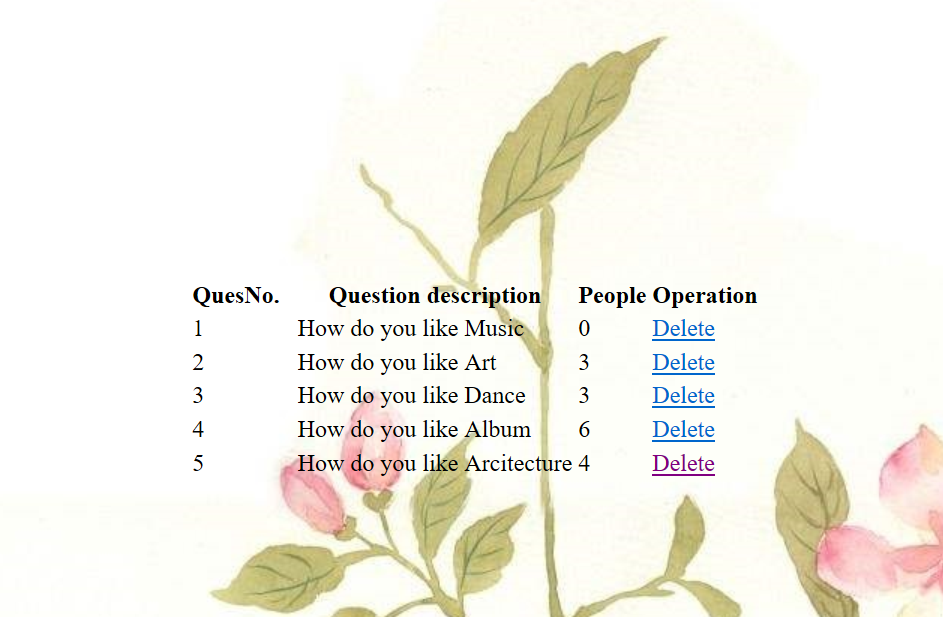 QuesNo. Question description People Operation
1 How do you like Music 0 Delete
2 How do you like Art 3 Delete
3 How do you like Dance 3 Delete
4 How do you like Album 6 Delete
5 How do you like Arcitecture 4 Delete